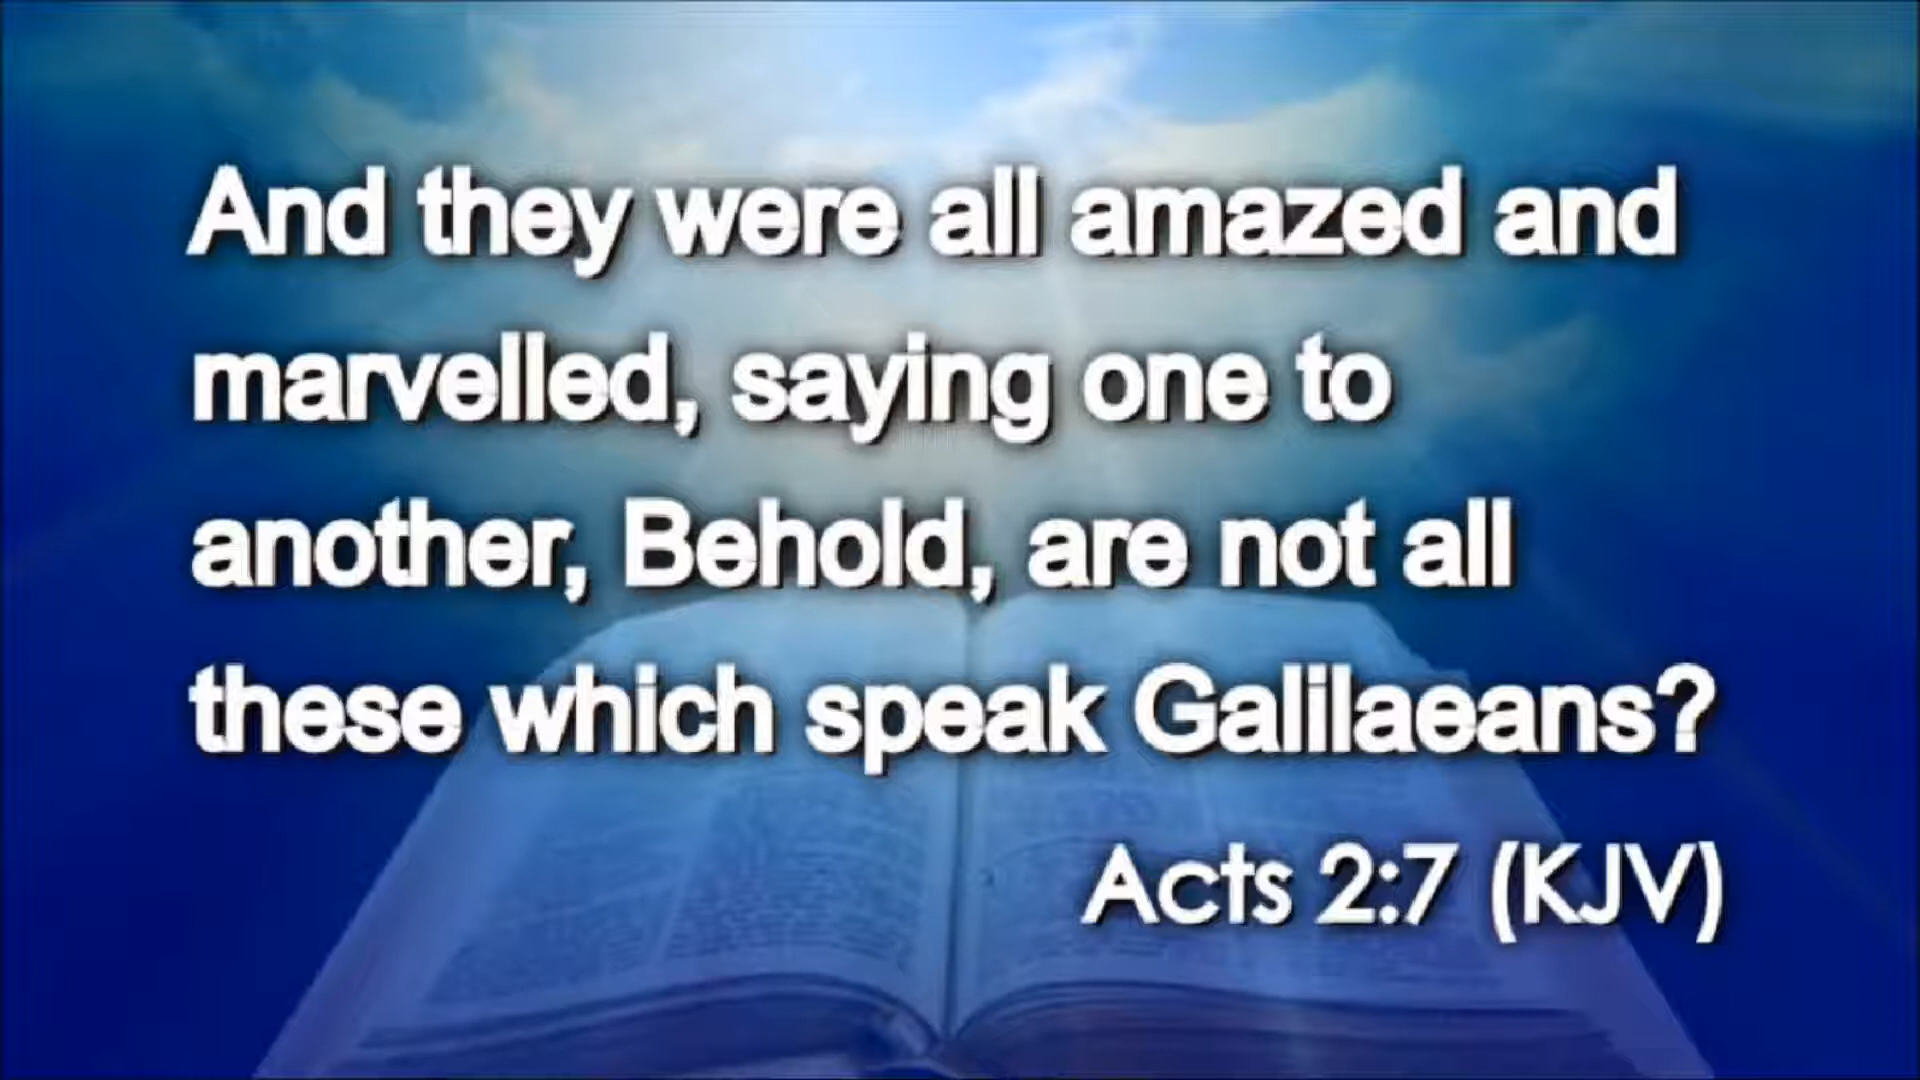 And they were all amazed and
marvelled, saying one to
another, Behold, are not all
these which speak Galilaeans?
Acts 2:7 (KJV)